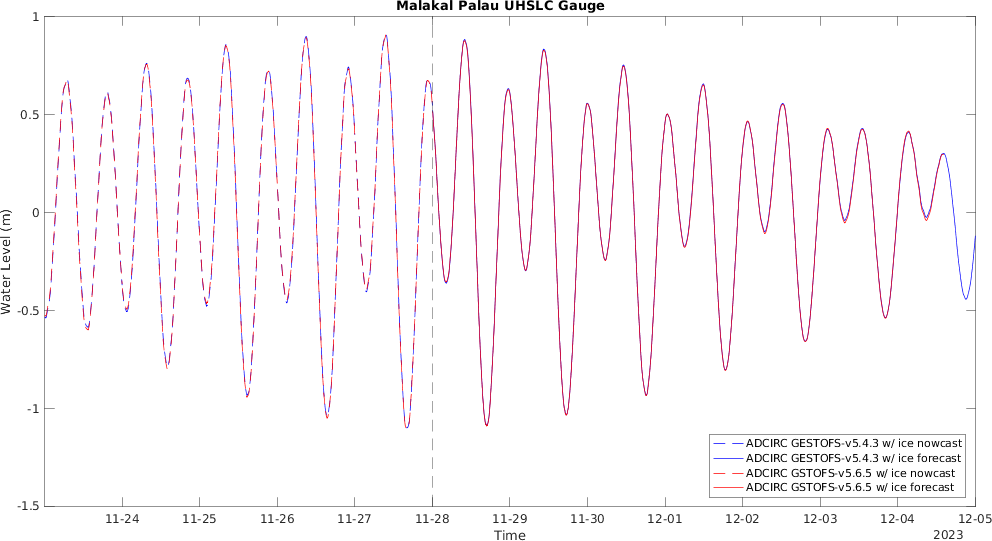 Malakal Palau UHSLC Gauge
1
0.5
0
-0.5
-1
-1.5
Water Level (m)
11-24 11-25 11-26 11-27 11-28 11-29 11-30 12-01 12-02 12-03 12-04 12-05
Time
2023
ADCIRC GESTOFS-v5.4.3 w/ ice nowcast
ADCIRC GESTOFS-v5.4.3 w/ ice forecast
ADCIRC GSTOFS-v5.6.5 w/ ice nowcast
ADCIRC GSTOFS-v5.6.5 w/ ice forecast